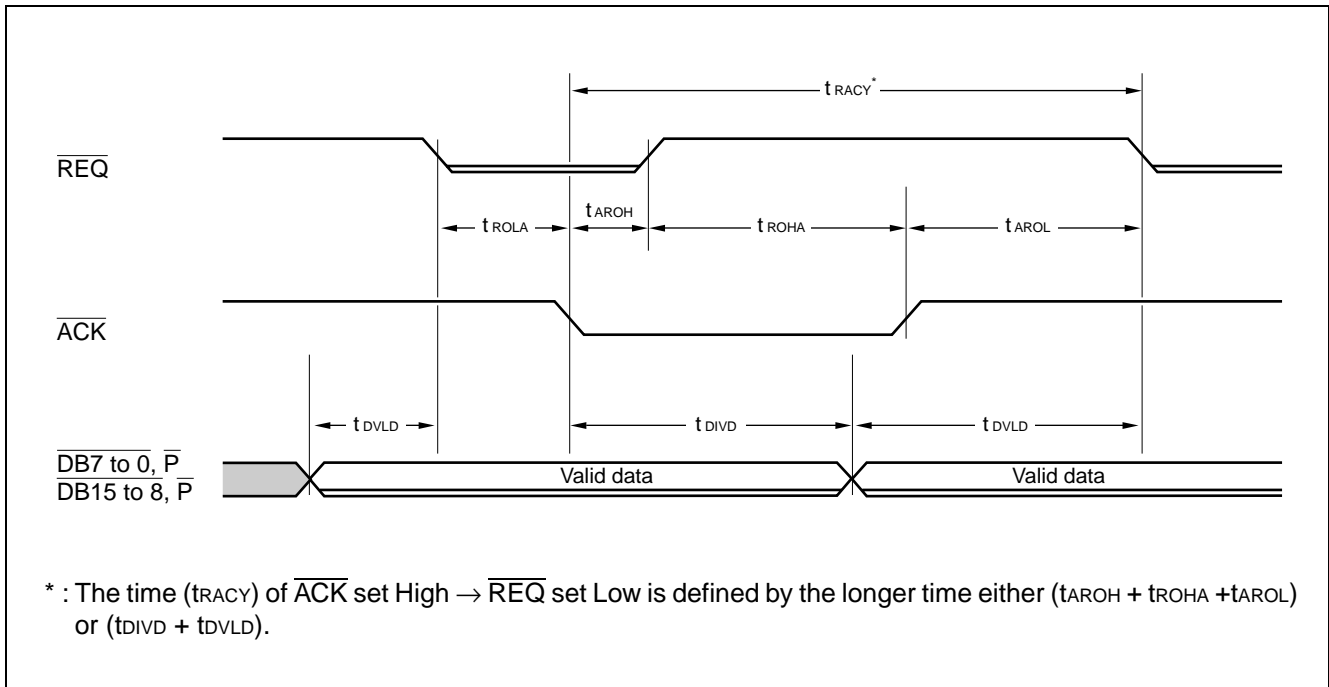 t RACY*
REQ
t ROLA
t AROH
t ROHA
t AROL
ACK
t DVLD
t DIVD
t DVLD
DB7 to 0, P
DB15 to 8, P
Valid data
Valid data
* : The time (tRACY) of ACK set High → REQ set Low is defined by the longer time either (tAROH + tROHA +tAROL)
or (tDIVD + tDVLD).